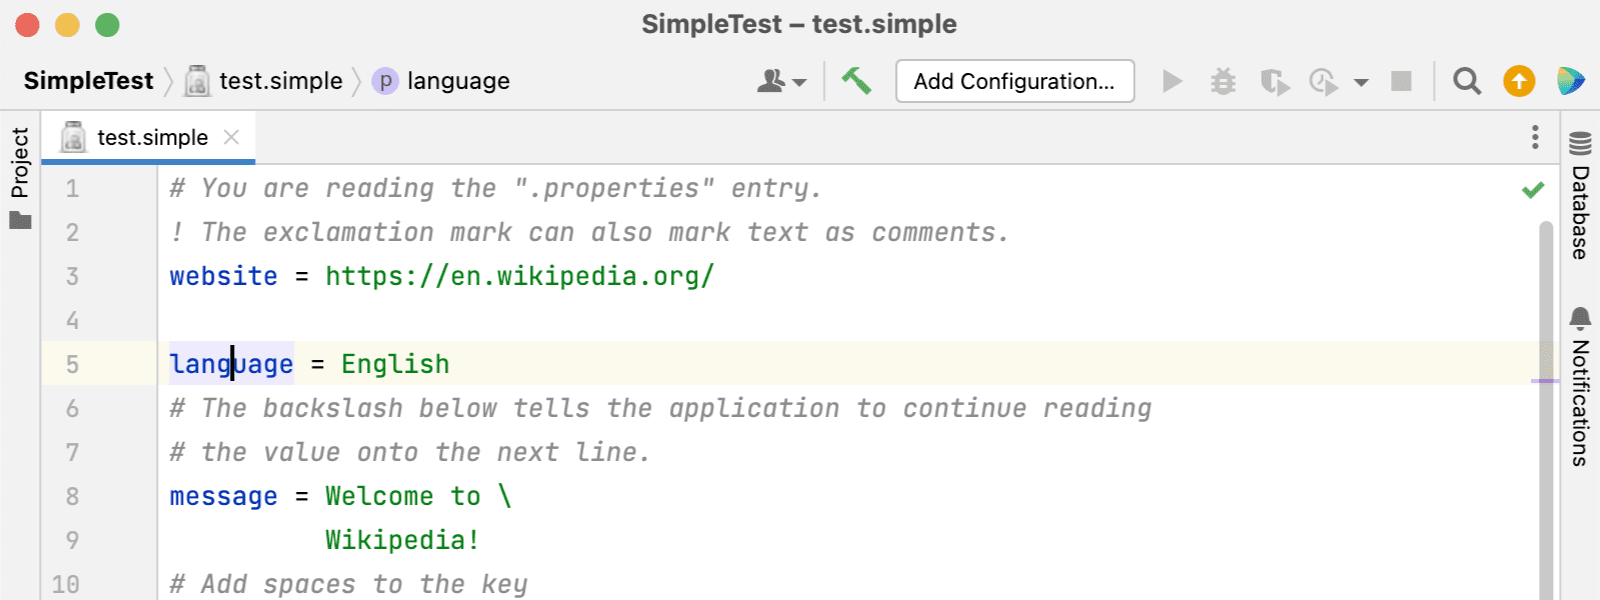 SimpleTest – test.simple
SimpleTest test.simple p language
Add Configuration...
test.simple
Project
1 # You are reading the ".properties" entry.
2 ! The exclamation mark can also mark text as comments.
3 website = https://en.wikipedia.org/
4
5 language = English
6 # The backslash below tells the application to continue reading
7 # the value onto the next line.
8 message = Welcome to \
9 Wikipedia!
10 # Add spaces to the key
Database
Notifications